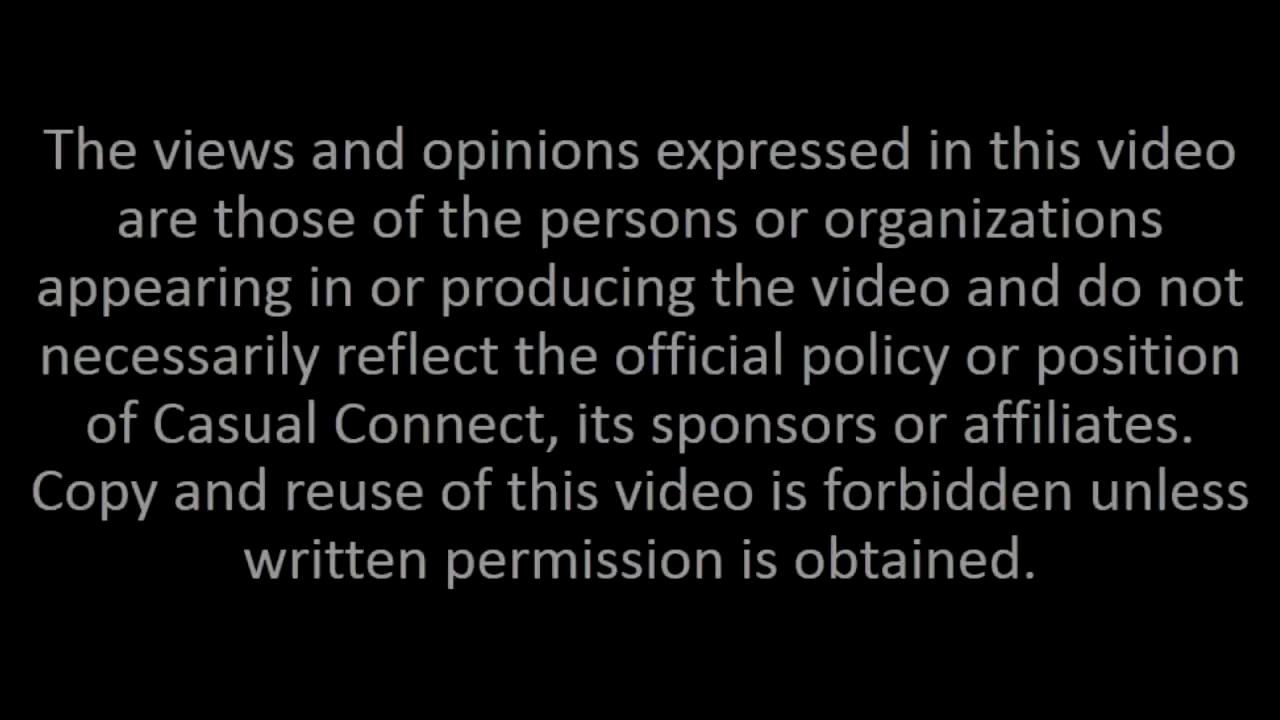 The views and opinions expressed in this video
are those of the persons or organizations
appearing in or producing the video and do not
necessarily reflect the official policy or position
of Casual Connect, its sponsors or affiliates.
Copy and reuse of this video is forbidden unless
written permission is obtained.